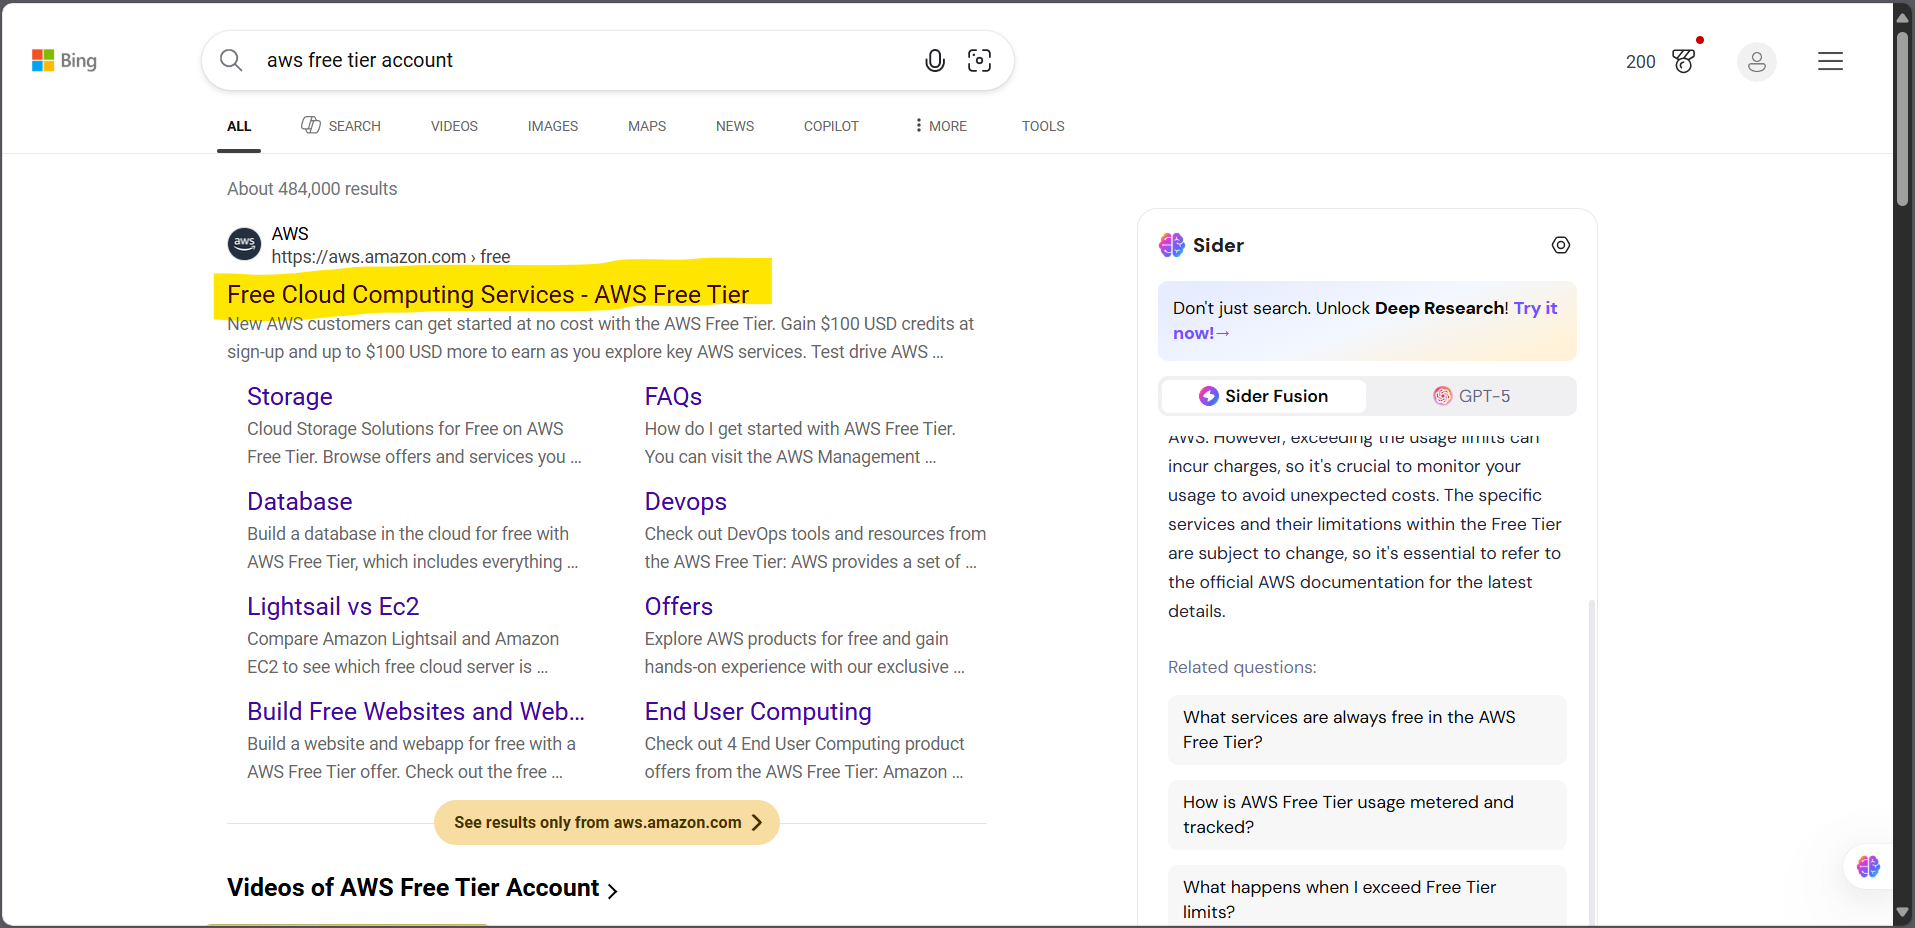 Bing
aws free tier account
200
ALL
SEARCH
VIDEOS
IMAGES
MAPS
NEWS
COPILOT
MORE
TOOLS
About 484,000 results
aws
AWS
https://aws.amazon.com › free
Free Cloud Computing Services - AWS Free Tier
New AWS customers can get started at no cost with the AWS Free Tier. Gain $100 USD credits at
sign-up and up to $100 USD more to earn as you explore key AWS services. Test drive AWS ...
Storage
Cloud Storage Solutions for Free on AWS
Free Tier. Browse offers and services you ...
FAQs
How do I get started with AWS Free Tier.
You can visit the AWS Management ...
Database
Build a database in the cloud for free with
AWS Free Tier, which includes everything ...
Devops
Check out DevOps tools and resources from
the AWS Free Tier: AWS provides a set of ...
Lightsail vs Ec2
Compare Amazon Lightsail and Amazon
EC2 to see which free cloud server is ...
Offers
Explore AWS products for free and gain
hands-on experience with our exclusive ...
Build Free Websites and Web...
Build a website and webapp for free with a
AWS Free Tier offer. Check out the free ...
End User Computing
Check out 4 End User Computing product
offers from the AWS Free Tier: Amazon ...
See results only from aws.amazon.com
Videos of AWS Free Tier Account
Sider
Don't just search. Unlock Deep Research! Try it
now!→
Sider Fusion
GPT-5
AWS. However, exceeding the usage limits can
incur charges, so it's crucial to monitor your
usage to avoid unexpected costs. The specific
services and their limitations within the Free Tier
are subject to change, so it's essential to refer to
the official AWS documentation for the latest
details.
Related questions:
What services are always free in the AWS
Free Tier?
How is AWS Free Tier usage metered and
tracked?
What happens when I exceed Free Tier
limits?